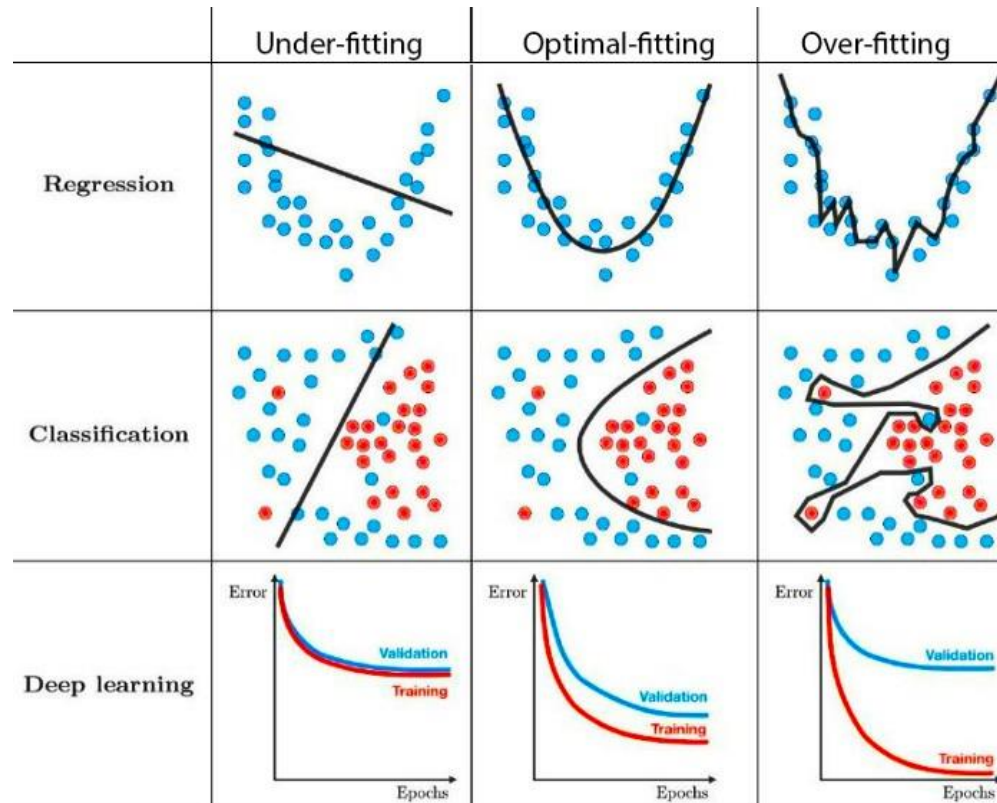 Under-fitting
Optimal-fitting
Over-fitting
Regression
Classification
Deep learning
Error
Validation
Training
Epochs
Error
Validation
Training
Epochs
Error
Validation
Training
Epochs